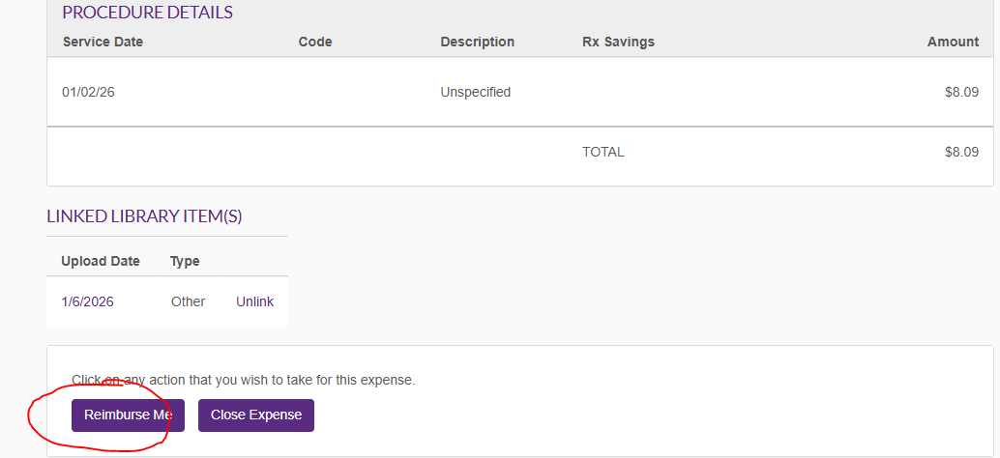 PROCEDURE DETAILS
Service Date Code Description Rx Savings Amount
01/02/26 Unspecified $8.09
TOTAL $8.09
LINKED LIBRARY ITEM(S)
Upload Date Type
1/6/2026 Other Unlink
Click on any action that you wish to take for this expense.
Reimburse Me Close Expense